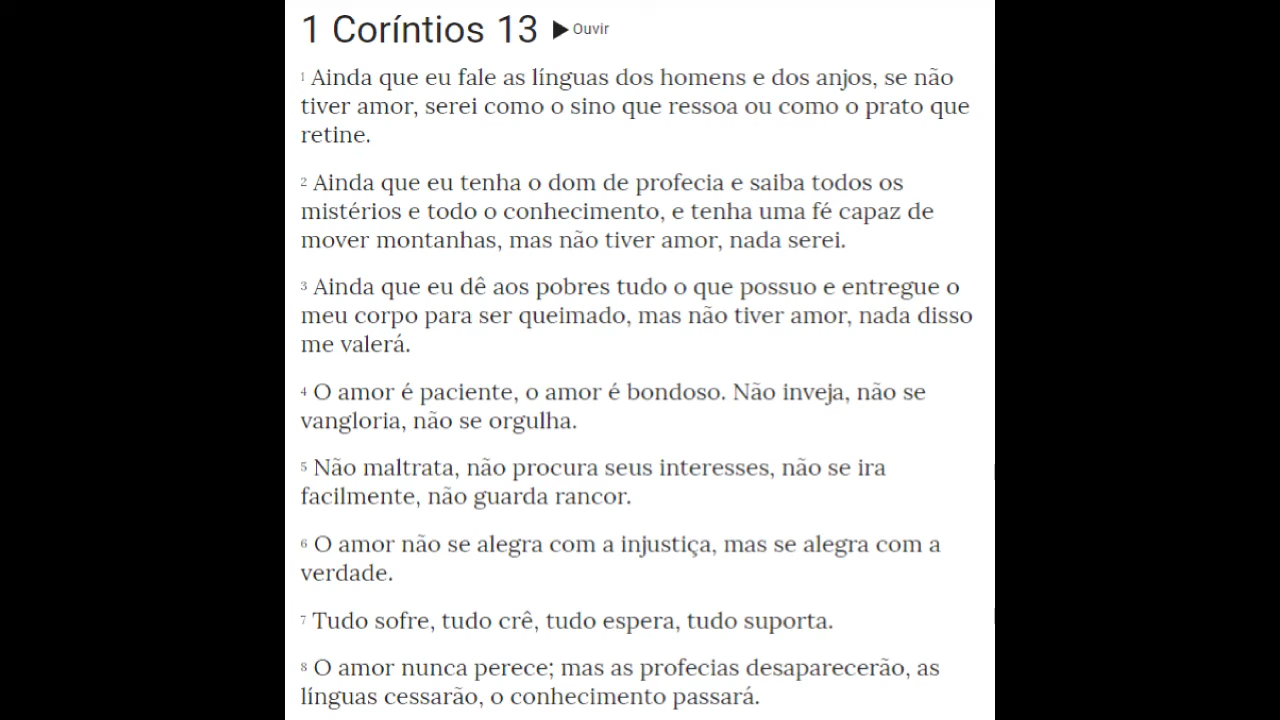 1 Coríntios 13 ▶ Ouvir
1 Ainda que eu fale as línguas dos homens e dos anjos, se não
tiver amor, serei como o sino que ressoa ou como o prato que
retine.
2 Ainda que eu tenha o dom de profecia e saiba todos os
mistérios e todo o conhecimento, e tenha uma fé capaz de
mover montanhas, mas não tiver amor, nada serei.
3 Ainda que eu dê aos pobres tudo o que possuo e entregue o
meu corpo para ser queimado, mas não tiver amor, nada disso
me valerá.
4 O amor é paciente, o amor é bondoso. Não inveja, não se
vangloria, não se orgulha.
5 Não maltrata, não procura seus interesses, não se ira
facilmente, não guarda rancor.
6 O amor não se alegra com a injustiça, mas se alegra com a
verdade.
7 Tudo sofre, tudo crê, tudo espera, tudo suporta.
8 O amor nunca perece; mas as profecias desaparecerão, as
línguas cessarão, o conhecimento passará.